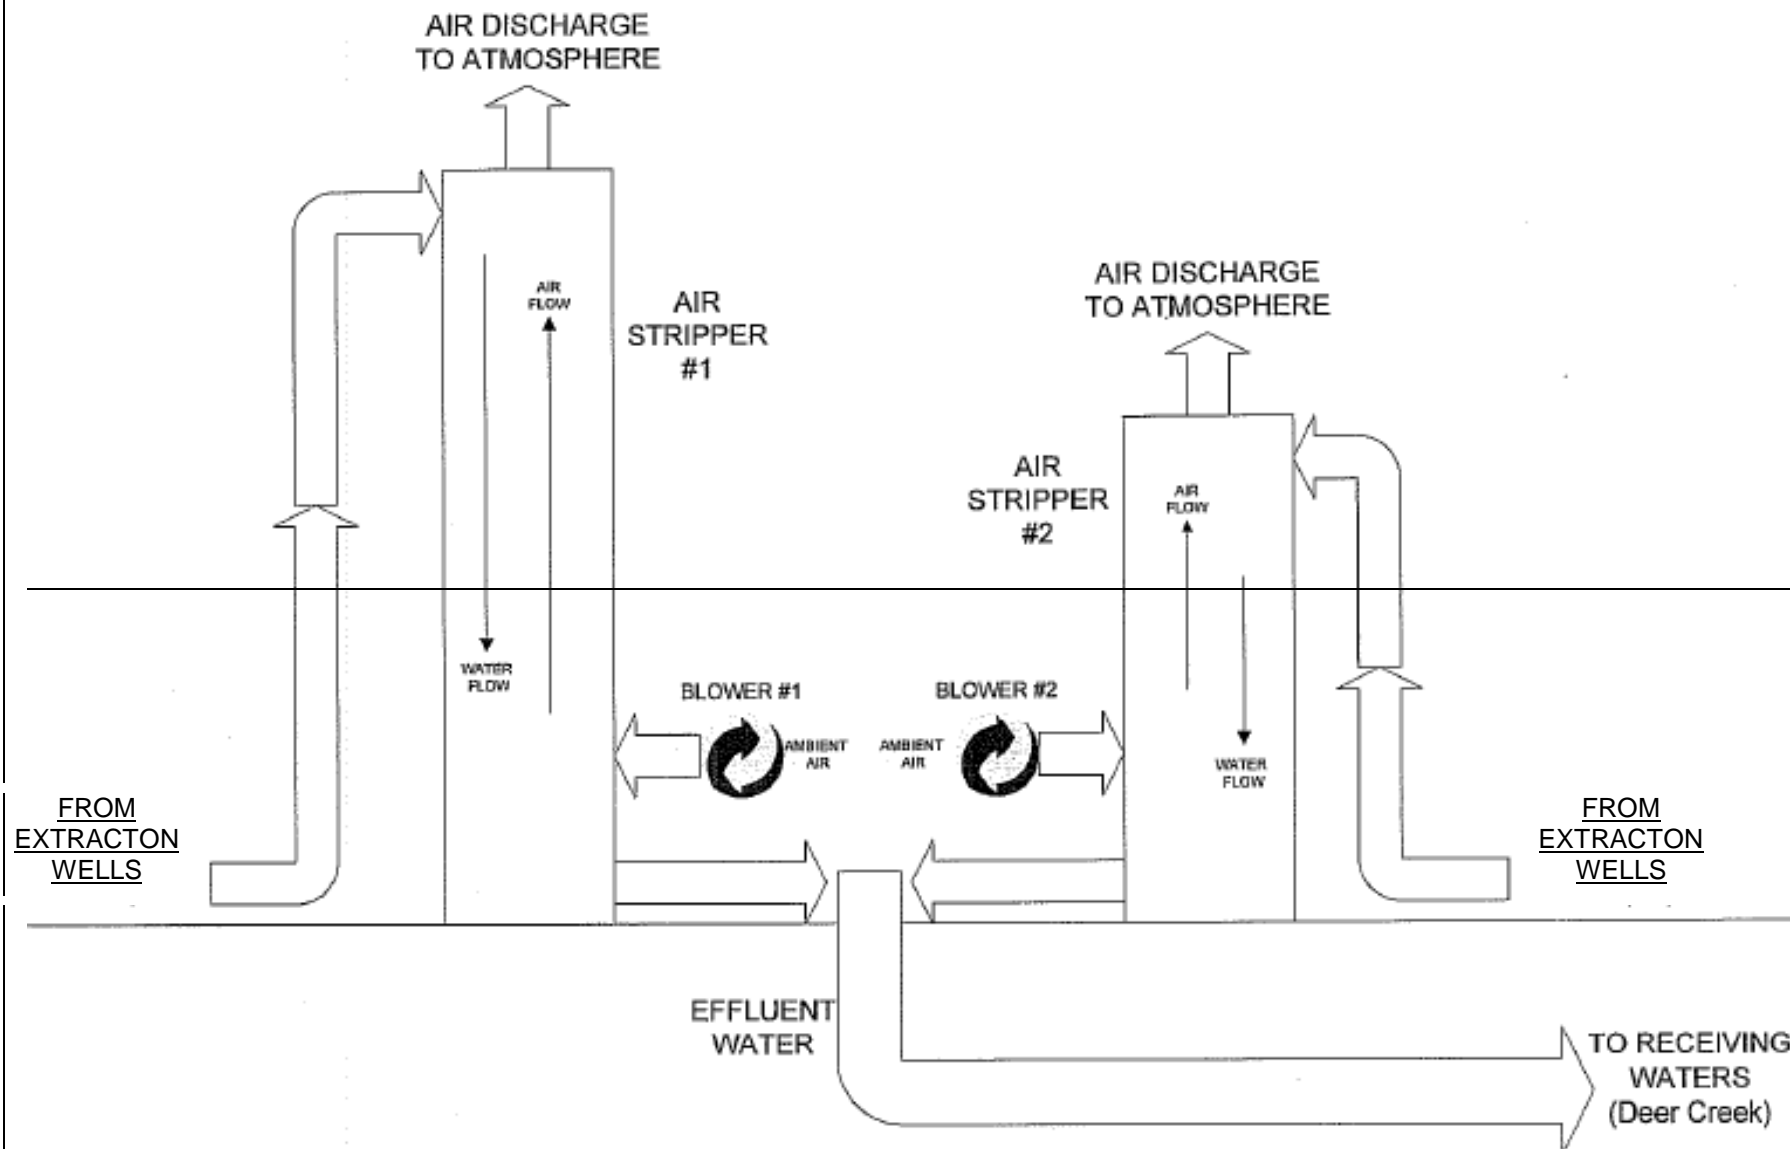 AIR DISCHARGE
TO ATMOSPHERE
AIR
FLOW
AIR
STRIPPER
#1
WATER
FLOW
AIR DISCHARGE
TO ATMOSPHERE
AIR
STRIPPER
#2
AIR
FLOW
WATER
FLOW
BLOWER #1
AMBIENT
AIR
BLOWER #2
AMBIENT
AIR
FROM
EXTRACTON
WELLS
FROM
EXTRACTON
WELLS
EFFLUENT
WATER
TO RECEIVING
WATERS
(Deer Creek)